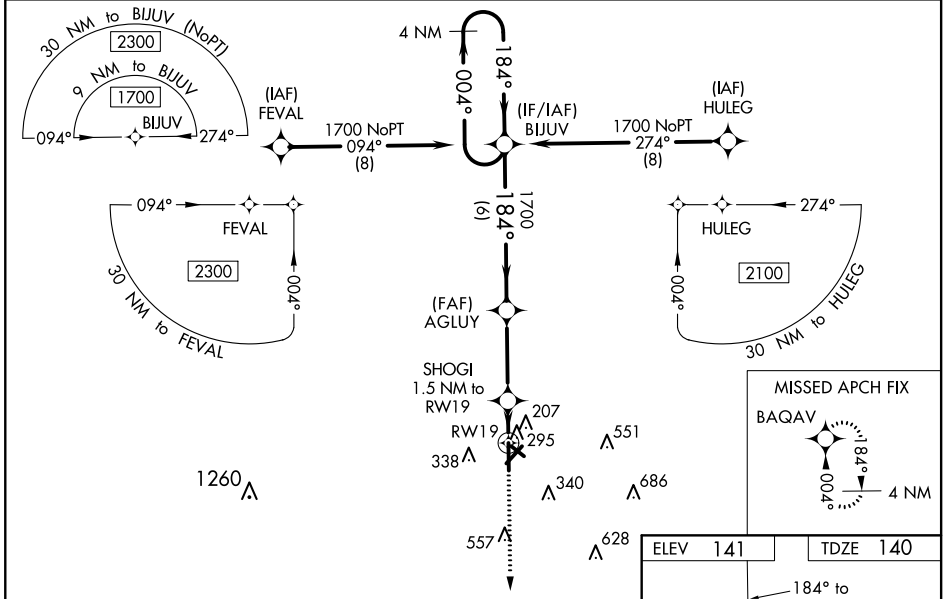 30 NM to BIJUV (NoPT)
2300
9 NM to BIJUV
1700
BIJUV
094°
274°
4 NM
004°
184°
(IAF)
FEVAL
1700 NoPT
094°
(8)
(IF/IAF)
BIJUV
(IAF)
HULEG
1700 NoPT
274°
(8)
1700
184°
(6)
094°
FEVAL
2300
004°
30 NM to FEVAL
274°
HULEG
2100
004°
30 NM to HULEG
(FAF)
AGLUY
SHOGI
1.5 NM to
RW19
RW19
207
295
338
551
340
686
1260
557
628
MISSED APCH FIX
BAQAV
184°
004°
4 NM
ELEV 141
TDZE 140
184° to